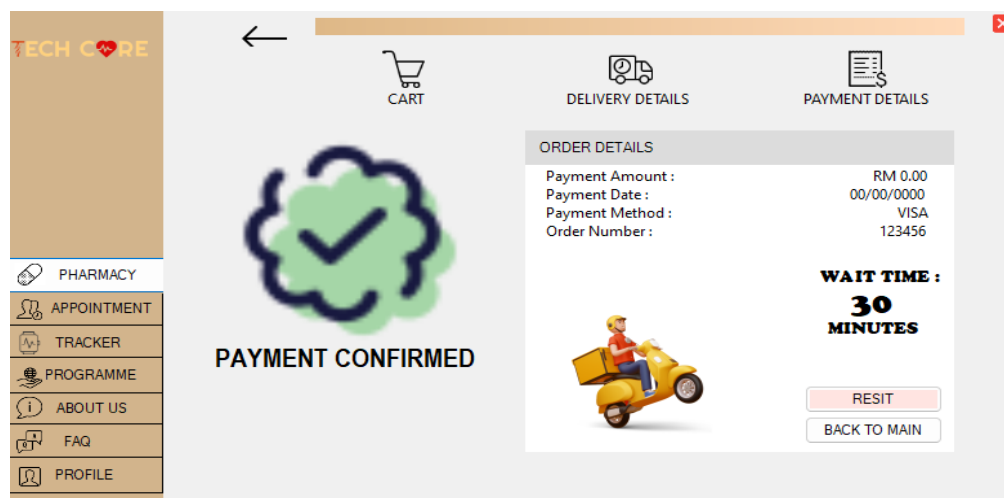 TECH CORE
CART
DELIVERY DETAILS
PAYMENT DETAILS
ORDER DETAILS
Payment Amount : RM 0.00
Payment Date : 00/00/0000
Payment Method : VISA
Order Number : 123456
PHARMACY
APPOINTMENT
TRACKER
PROGRAMME
ABOUT US
FAQ
PROFILE
PAYMENT CONFIRMED
WAIT TIME :
30
MINUTES
RESIT
BACK TO MAIN